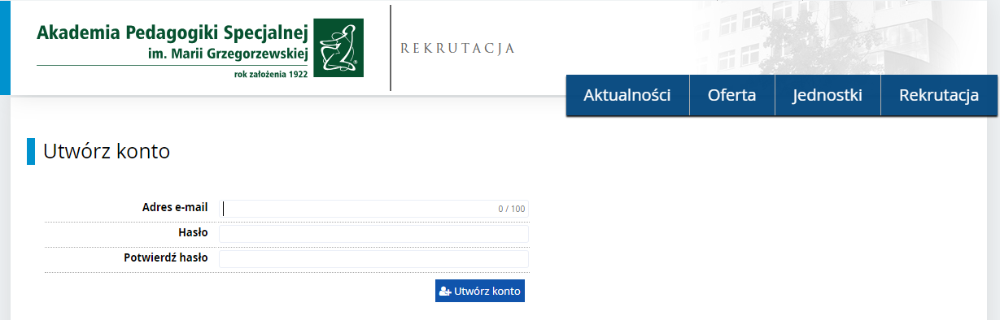 Akademia Pedagogiki Specjalnej
im. Marii Grzegorzewskiej
rok założenia 1922
REKRUTACJA
Aktualności Oferta Jednostki Rekrutacja
Utwórz konto
Adres e-mail 0 / 100
Hasło
Potwierdź hasło
Utwórz konto